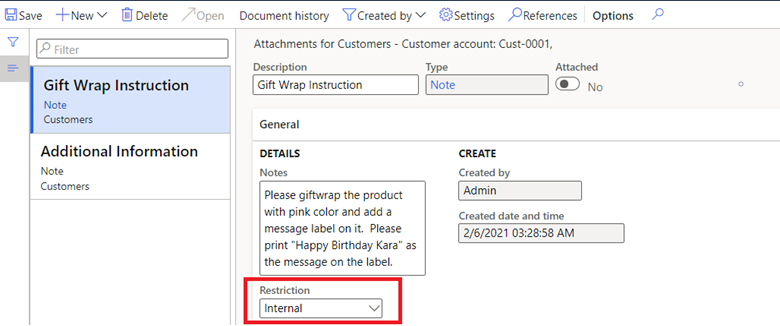 Save New Delete Open Document history Created by Settings References Options
Filter
Gift Wrap Instruction
Note
Customers
Additional Information
Note
Customers
Attachments for Customers - Customer account: Cust-0001,
Description Type Attached
Gift Wrap Instruction Note No
General
DETAILS CREATE
Notes Created by
Please giftwrap the product
with pink color and add a
message label on it.  Please
print "Happy Birthday Kara" as
the message on the label.
Admin
Created date and time
2/6/2021 03:28:58 AM
Restriction
Internal